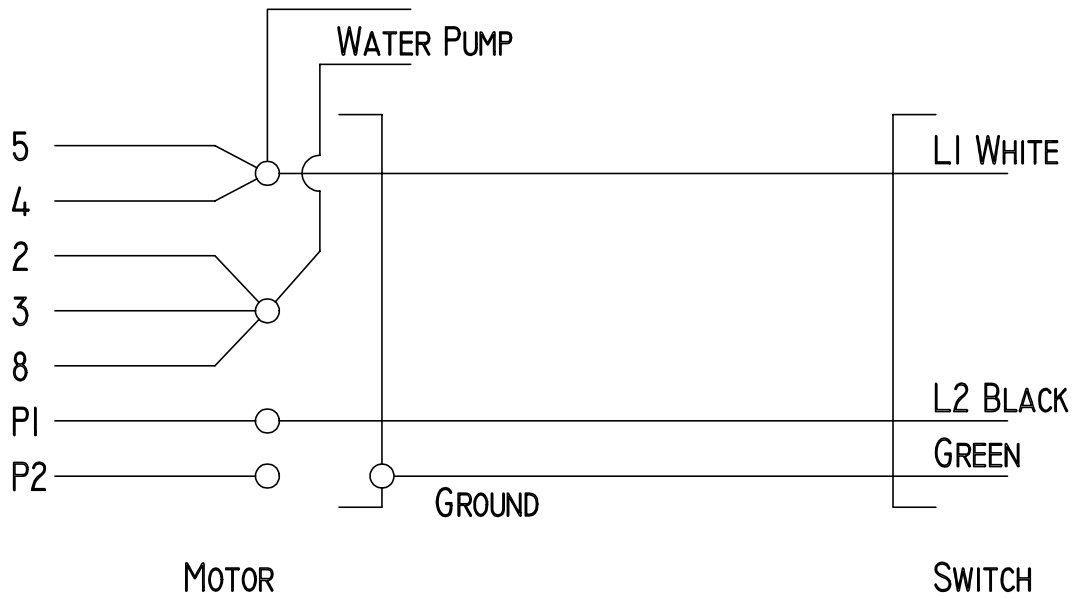 Water Pump
5
L1 White
4
2
3
8
L2 Black
P1
Green
P2
Ground
Motor
Switch